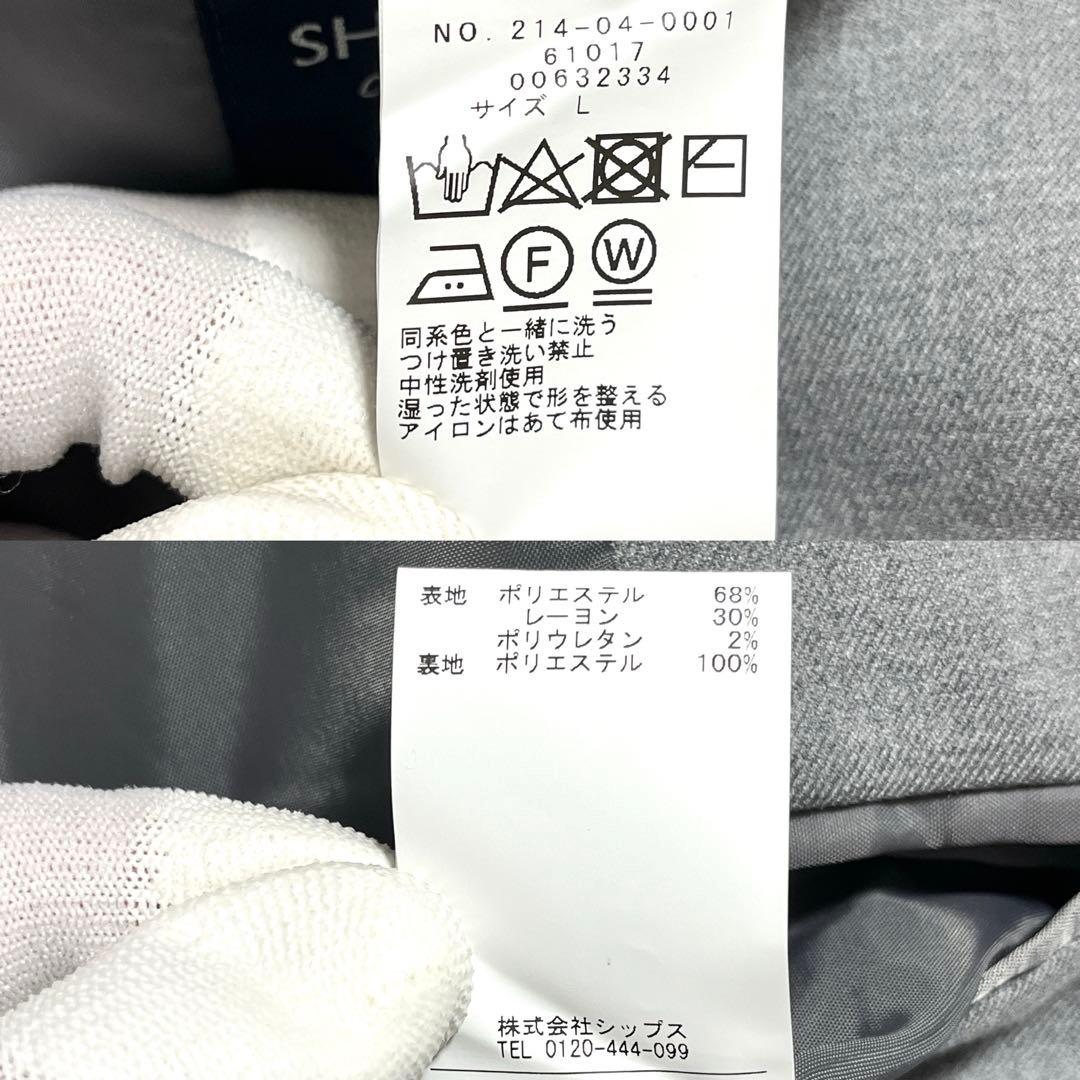 NO. 214-04-0001
61017
00632334
サイズ L
F
W
同系色と一緒に洗う
つけ置き洗い禁止
中性洗剤使用
湿った状態で形を整える
アイロンはあて布使用
表地 ポリエステル 68%
レーヨン 30%
ポリウレタン 2%
裏地 ポリエステル 100%
株式会社シップス
TEL 0120-444-099